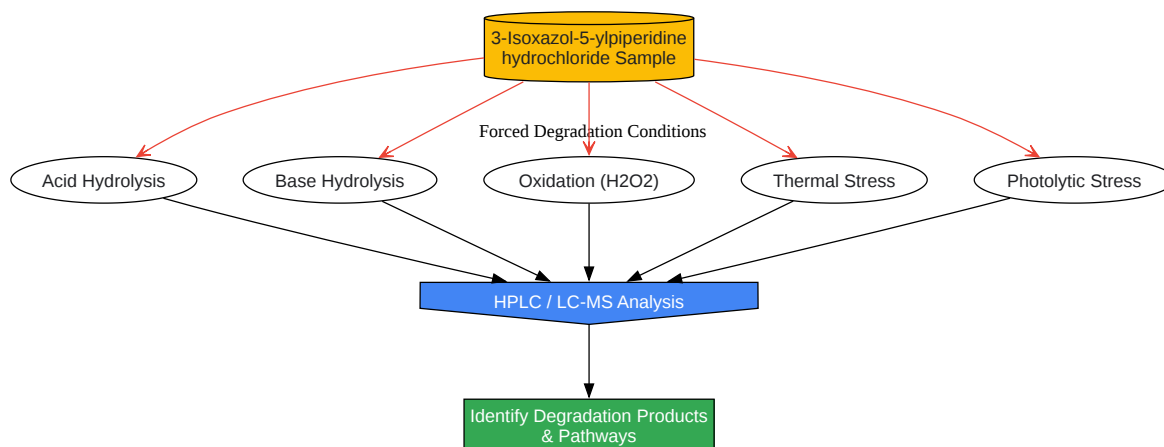 3-Isoxazol-5-ylpiperidine
hydrochloride Sample
Forced Degradation Conditions
Acid Hydrolysis
Base Hydrolysis
Oxidation (H2O2)
Thermal Stress
Photolytic Stress
HPLC / LC-MS Analysis
Identify Degradation Products
& Pathways